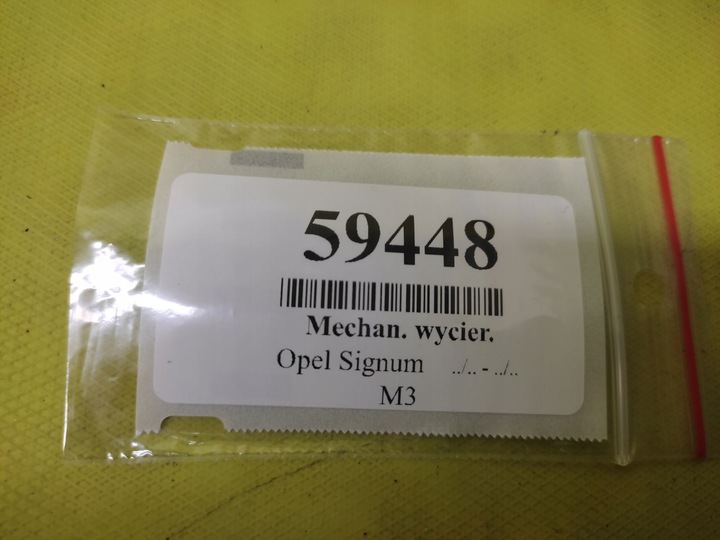 59448
Mechan. wycier.
Opel Signum ../.. - ../..
M3